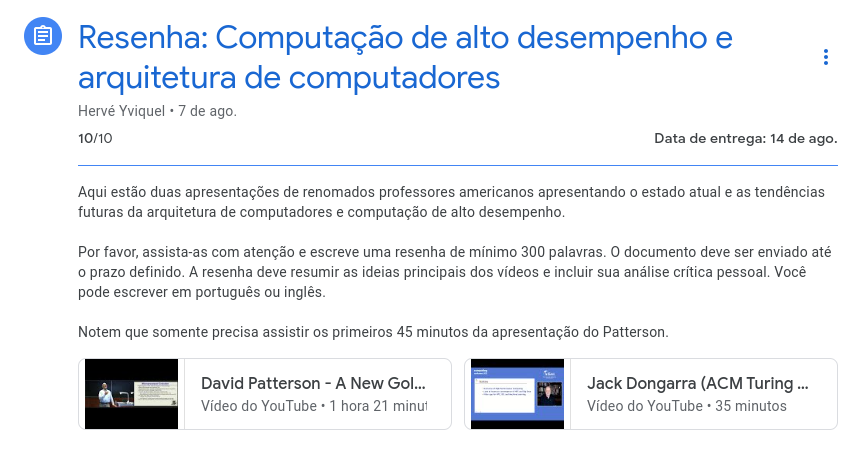 Resenha: Computação de alto desempenho e
arquitetura de computadores
Hervé Yviquel • 7 de ago.
10/10
Data de entrega: 14 de ago.
Aqui estão duas apresentações de renomados professores americanos apresentando o estado atual e as tendências
futuras da arquitetura de computadores e computação de alto desempenho.
Por favor, assista-as com atenção e escreve uma resenha de mínimo 300 palavras. O documento deve ser enviado até
o prazo definido. A resenha deve resumir as ideias principais dos vídeos e incluir sua análise crítica pessoal. Você
pode escrever em português ou inglês.
Notem que somente precisa assistir os primeiros 45 minutos da apresentação do Patterson.
David Patterson - A New Gol...
Vídeo do YouTube • 1 hora 21 minut
Jack Dongarra (ACM Turing ...
Vídeo do YouTube • 35 minutos